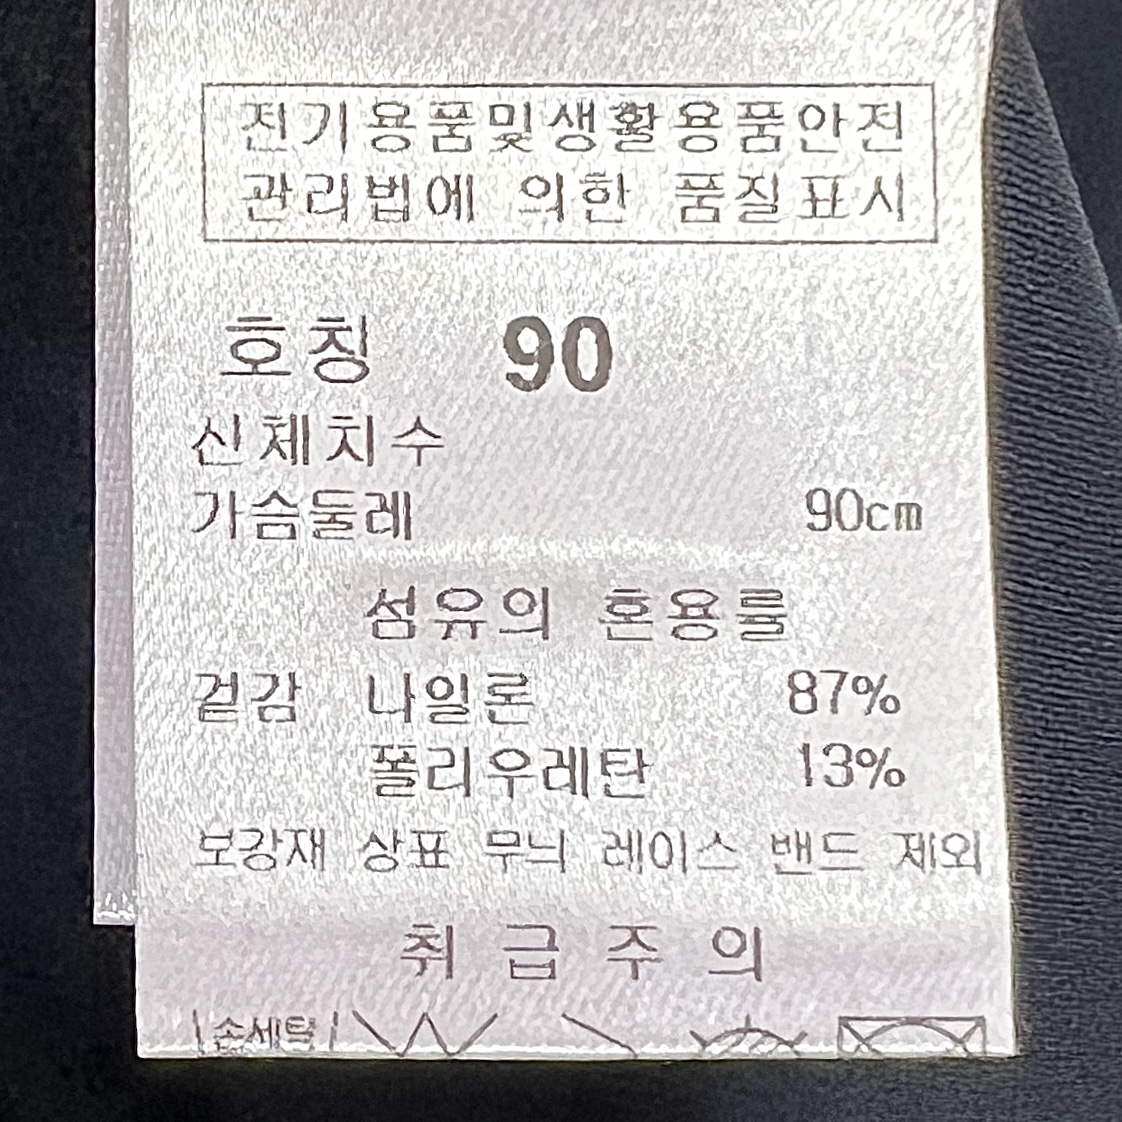 전기용품및생활용품안전
관리법에 의한 품질표시
호칭 90
신체치수
가슴둘레 90cm
섬유의 혼용률
겉감 나일론 87%
폴리우레탄 13%
보강재 상표 무늬 레이스 밴드 제외
취급주의
손세탁